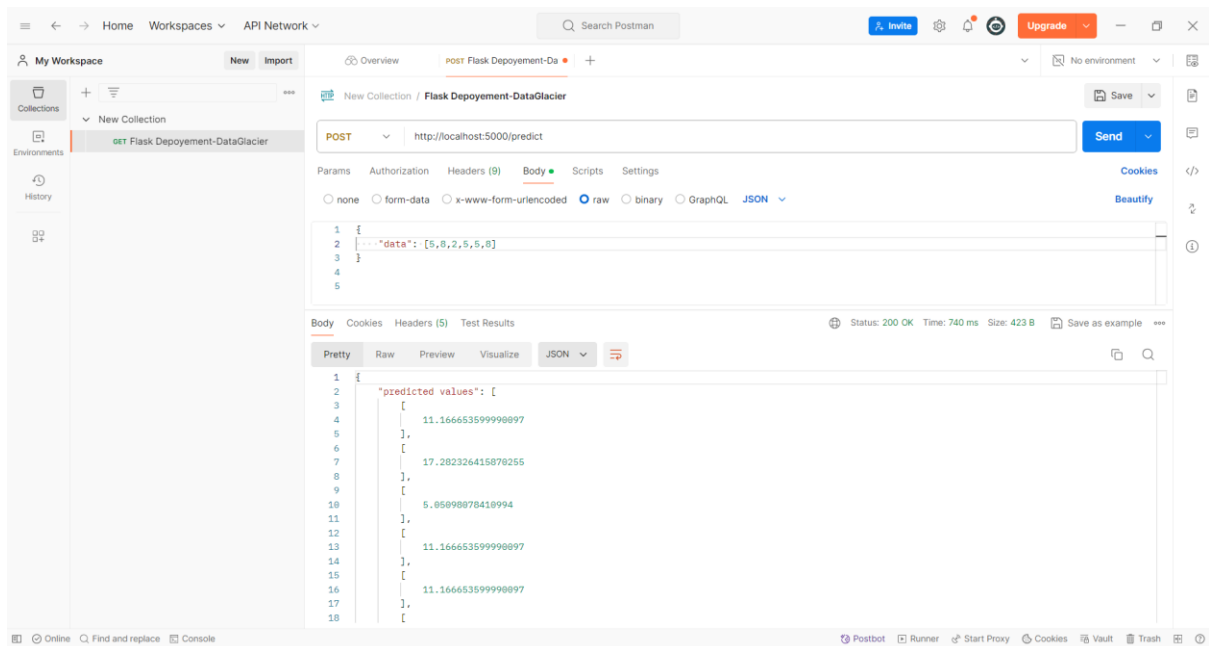 Home Workspaces API Network Search Postman Invite Upgrade
My Workspace New Import Overview POST Flask Depoyement-Da + No environment
Collections
Environments
History
New Collection
GET Flask Depoyement-DataGlacier
HTTP New Collection / Flask Depoyement-DataGlacier Save
POST http://localhost:5000/predict Send
Params Authorization Headers (9) Body Scripts Settings Cookies
none form-data x-www-form-urlencoded raw binary GraphQL JSON Beautify
1 {
2 "data": [5,8,2,5,5,8]
3 }
4
5
Body Cookies Headers (5) Test Results Status: 200 OK Time: 740 ms Size: 423 B Save as example
Pretty Raw Preview Visualize JSON
1 {
2 "predicted values": [
3 [
4 11.166653599990097
5 ],
6 [
7 17.282326415870255
8 ],
9 [
10 5.05098078410994
11 ],
12 [
13 11.166653599990097
14 ],
15 [
16 11.166653599990097
17 ],
18 [
Online Find and replace Console Postbot Runner Start Proxy Cookies Vault Trash